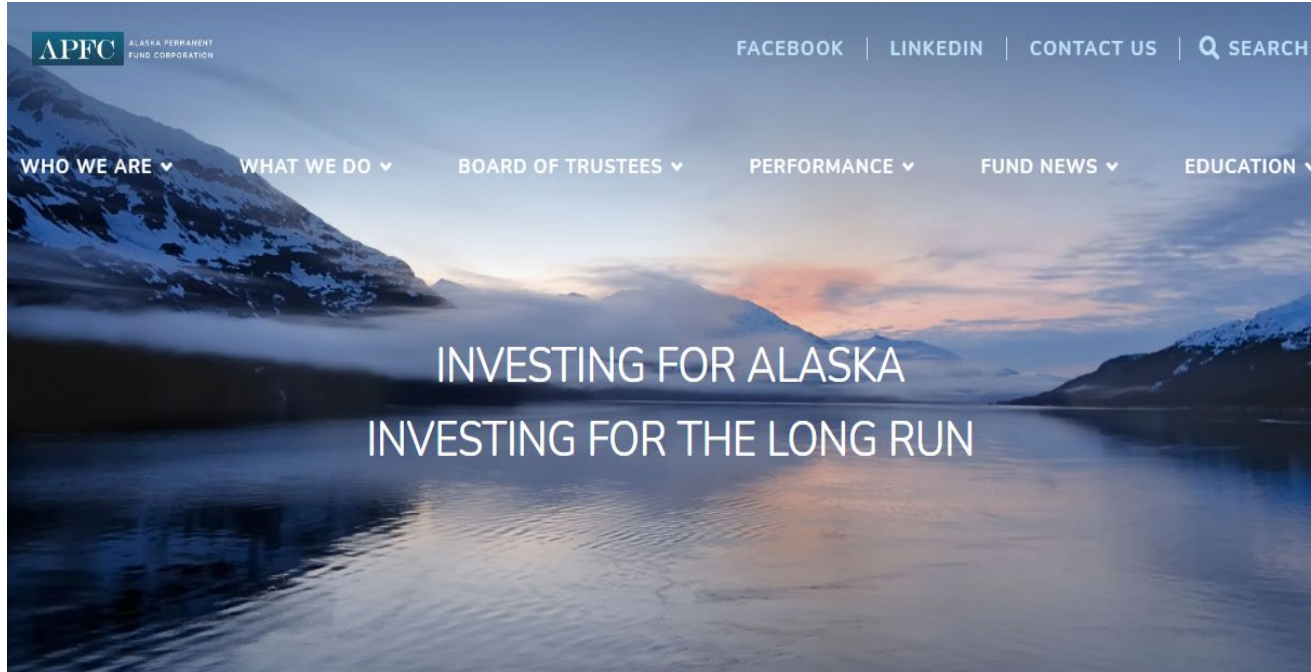 APFC ALASKA PERMANENT
FUND CORPORATION
FACEBOOK | LINKEDIN | CONTACT US | SEARCH
WHO WE ARE WHAT WE DO BOARD OF TRUSTEES PERFORMANCE FUND NEWS EDUCATION
INVESTING FOR ALASKA
INVESTING FOR THE LONG RUN